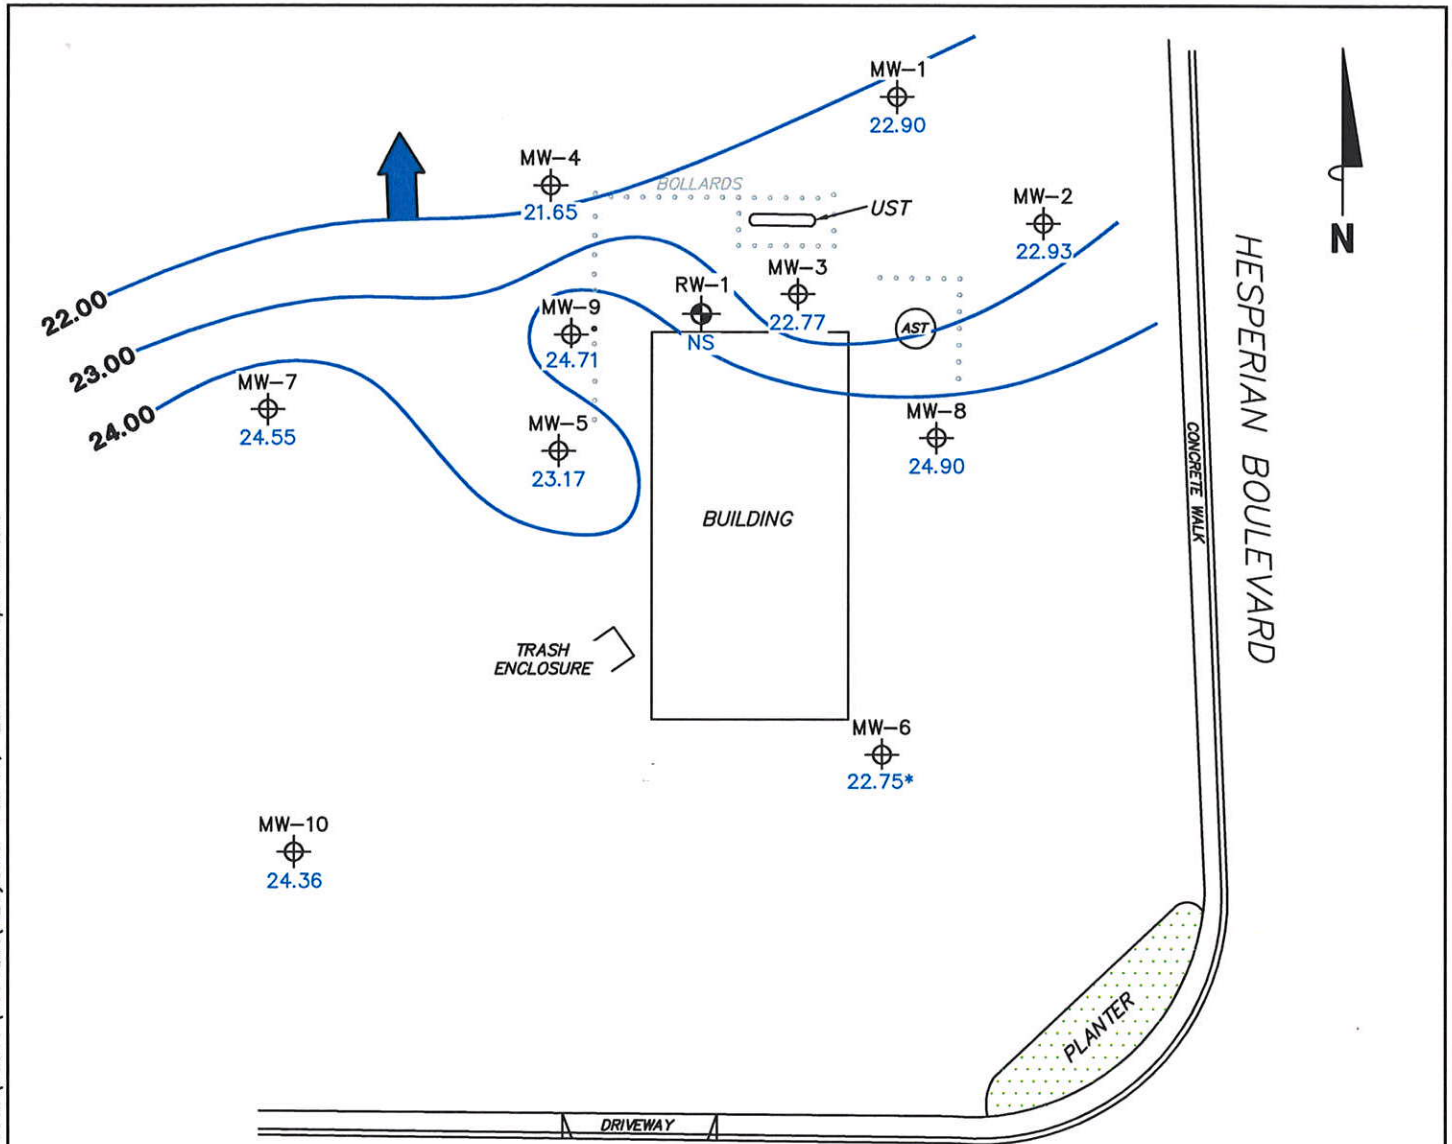 MW-1
22.90
MW-4
21.65
BOLLARDS
UST
MW-2
22.93
N
22.00
23.00
24.00
MW-9
24.71
RW-1
NS
MW-3
22.77
AST
MW-7
24.55
MW-5
23.17
MW-8
24.90
BUILDING
CONCRETE WALK
HESPERIAN BOULEVARD
TRASH
ENCLOSURE
MW-6
22.75*
MW-10
24.36
PLANTER
DRIVEWAY